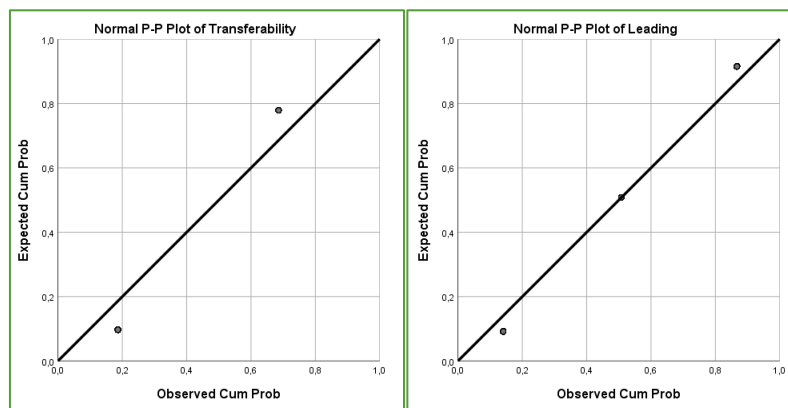 Normal P-P Plot of Transferability
1,0
0,8
0,6
0,4
0,2
0,0
Expected Cum Prob
0,0 0,2 0,4 0,6 0,8 1,0
Observed Cum Prob
Normal P-P Plot of Leading
1,0
0,8
0,6
0,4
0,2
0,0
Expected Cum Prob
0,0 0,2 0,4 0,6 0,8 1,0
Observed Cum Prob